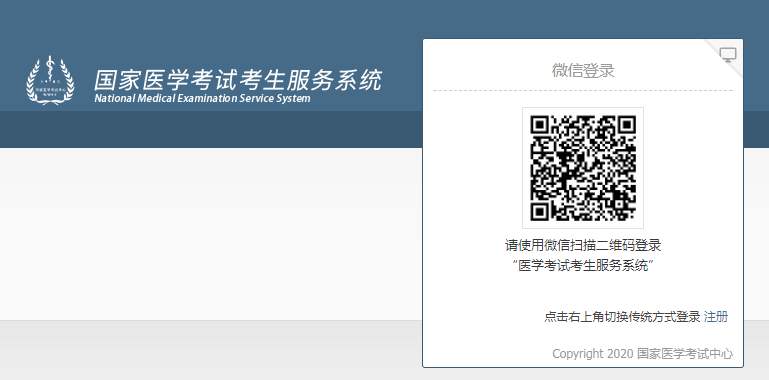 国家医学考试考生服务系统
National Medical Examination Service System
微信登录
请使用微信扫描二维码登录
“医学考试考生服务系统”
点击右上角切换传统方式登录 注册
Copyright 2020 国家医学考试中心